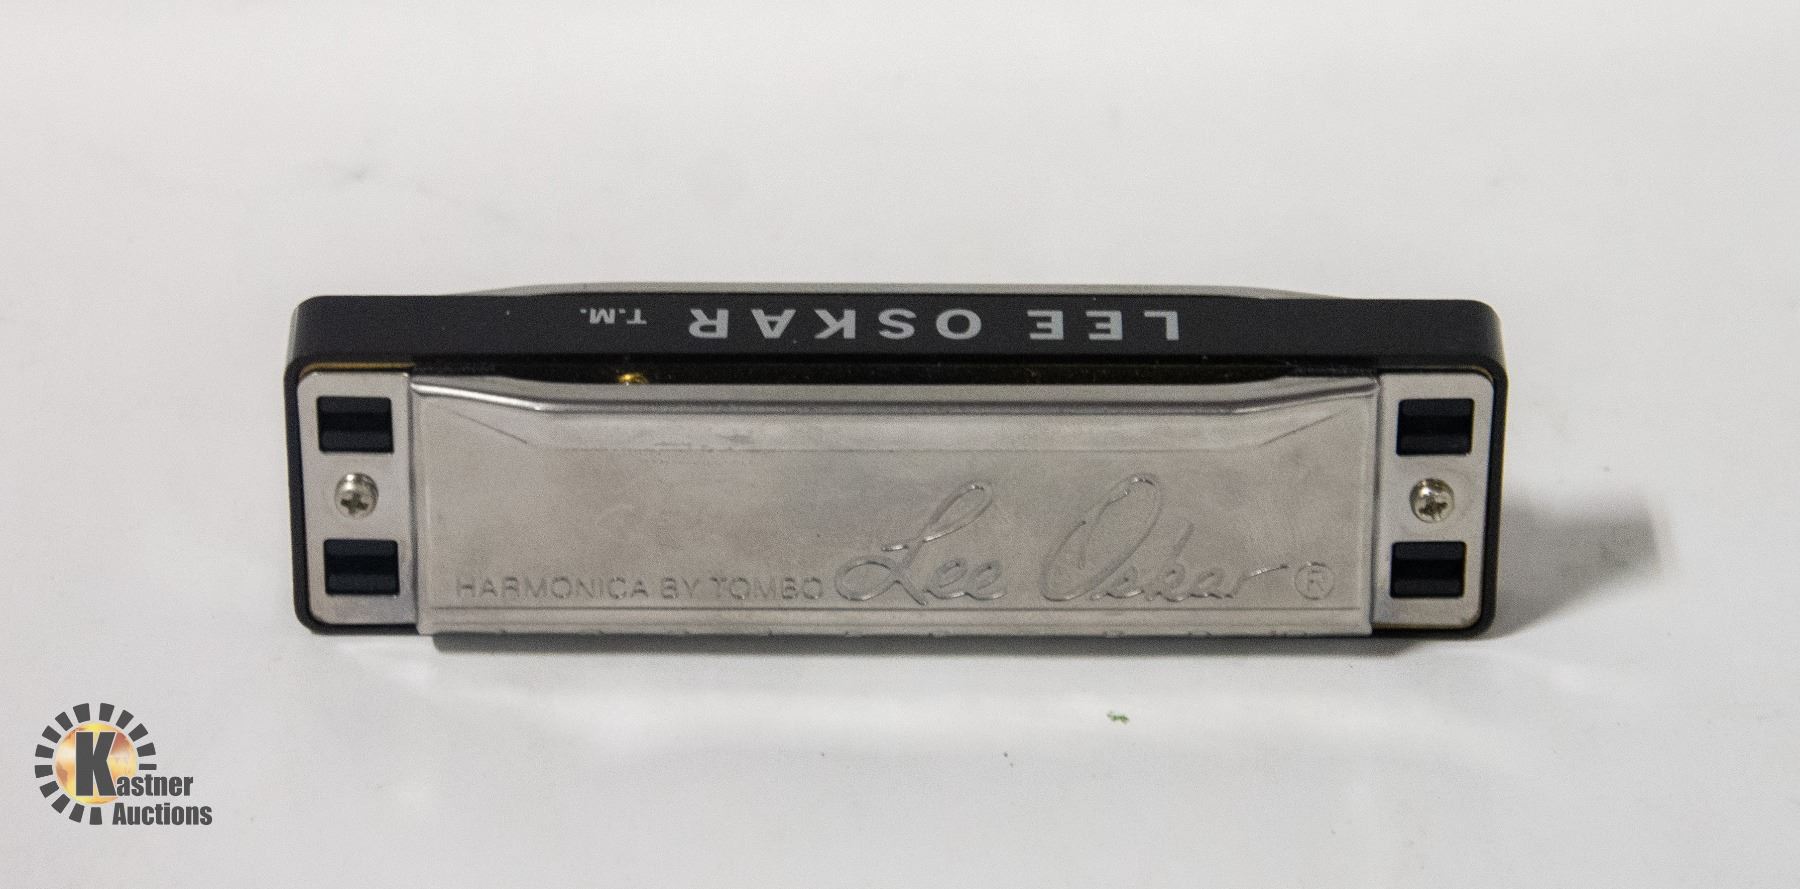 LEE OSKAR T.M.
HARMONICA BY TOMBO Lee Oskar ®
Kastner
Auctions